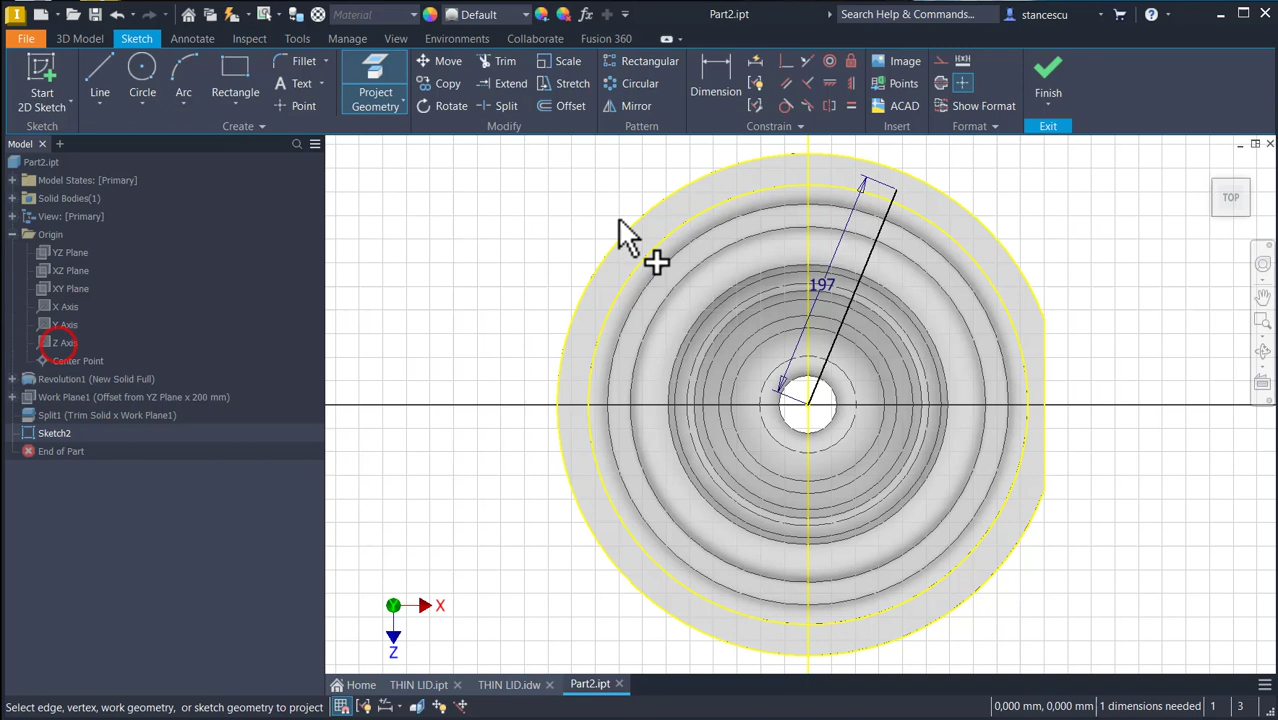 I PRO Material Default fx Part2.ipt Search Help & Commands... stancescu ?
File 3D Model Sketch Annotate Inspect Tools Manage View Environments Collaborate Fusion 360
Start 2D Sketch Line Circle Arc Rectangle Fillet Text Point
Project Geometry
Move Trim Scale
Copy Extend Stretch
Rotate Split Offset
Rectangular
Circular
Mirror
Dimension
Image
Points
ACAD
Show Format
Finish
Sketch Create Modify Pattern Constrain Insert Format Exit
Model
Part2.ipt
Model States: [Primary]
Solid Bodies(1)
View: [Primary]
Origin
YZ Plane
XZ Plane
XY Plane
X Axis
Y Axis
Z Axis
Center Point
Revolution1 (New Solid Full)
Work Plane1 (Offset from YZ Plane x 200 mm)
Split1 (Trim Solid x Work Plane1)
Sketch2
End of Part
TOP
197
Y X
Z
Home THIN LID.ipt THIN LID.idw Part2.ipt
Select edge, vertex, work geometry, or sketch geometry to project 0,000 mm, 0,000 mm 1 dimensions needed 1 3